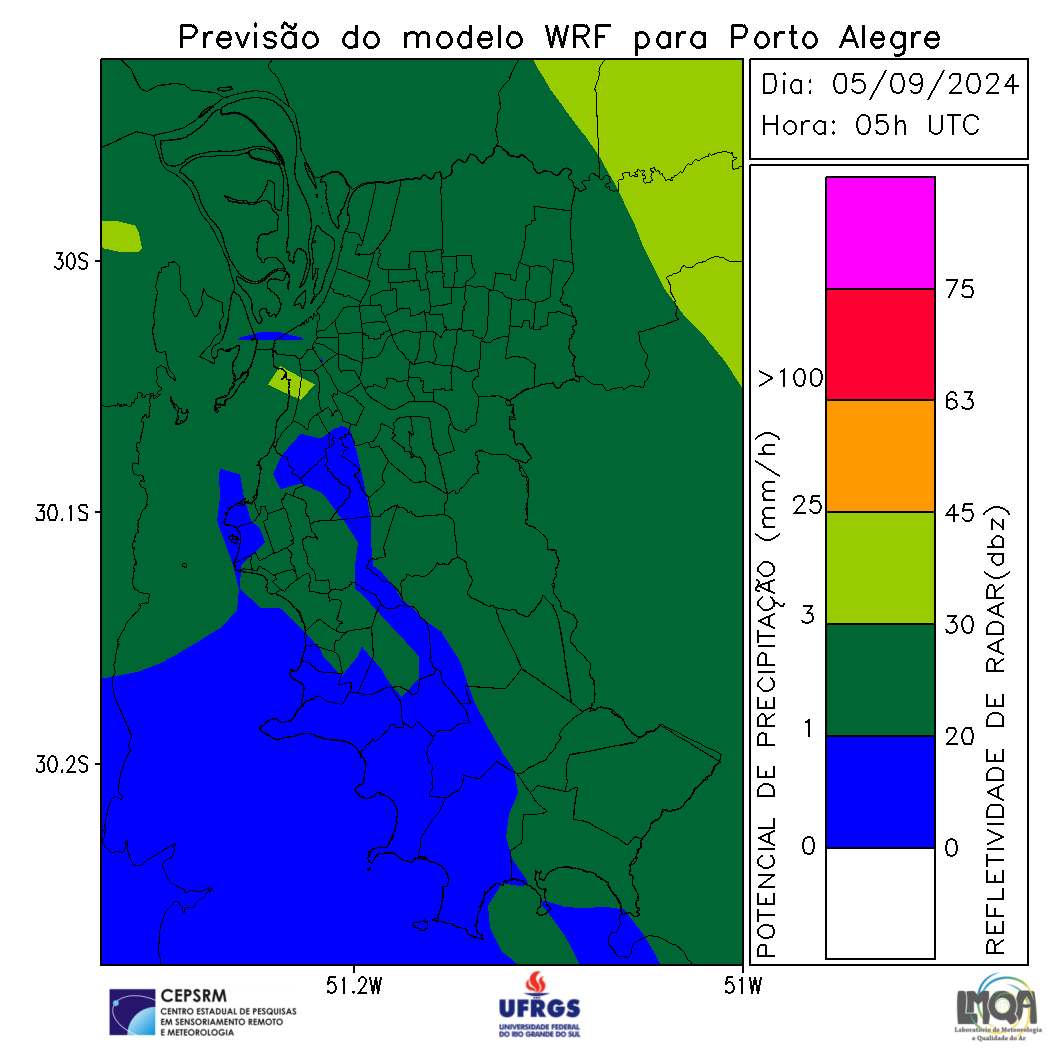 Previsão do modelo WRF para Porto Alegre
Dia: 05/09/2024
Hora: 05h UTC
30S
30.1S
30.2S
51.2W
51W
POTENCIAL DE PRECIPITAÇÃO (mm/h)
>100
25
3
1
0
75
63
45
30
20
0
REFLETIVIDADE DE RADAR(dbz)
CEPSRM
CENTRO ESTADUAL DE PESQUISAS
EM SENSORIAMENTO REMOTO
E METEOROLOGIA
UFRGS
UNIVERSIDADE FEDERAL
DO RIO GRANDE DO SUL
LMQA
Laboratório de Meteorologia
e Qualidade do Ar